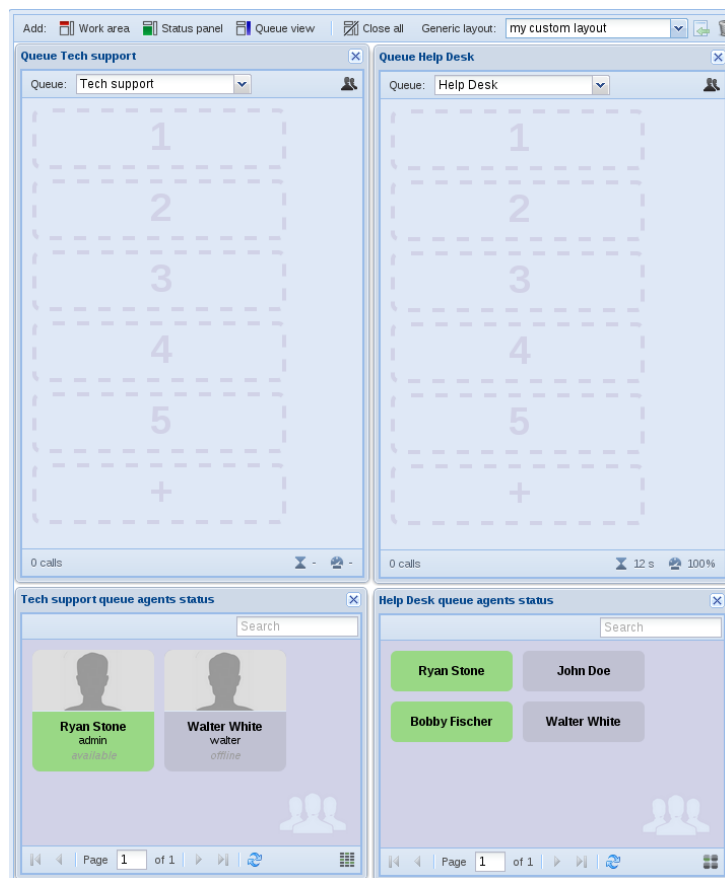 Add: Work area Status panel Queue view Close all Generic layout: my custom layout
Queue Tech support
Queue: Tech support
1
2
3
4
5
+
0 calls - -
Queue Help Desk
Queue: Help Desk
1
2
3
4
5
+
0 calls 12 s 100%
Tech support queue agents status
Search
Ryan Stone
admin
available
Walter White
walter
offline
Page 1 of 1
Help Desk queue agents status
Search
Ryan Stone John Doe
Bobby Fischer Walter White
Page 1 of 1